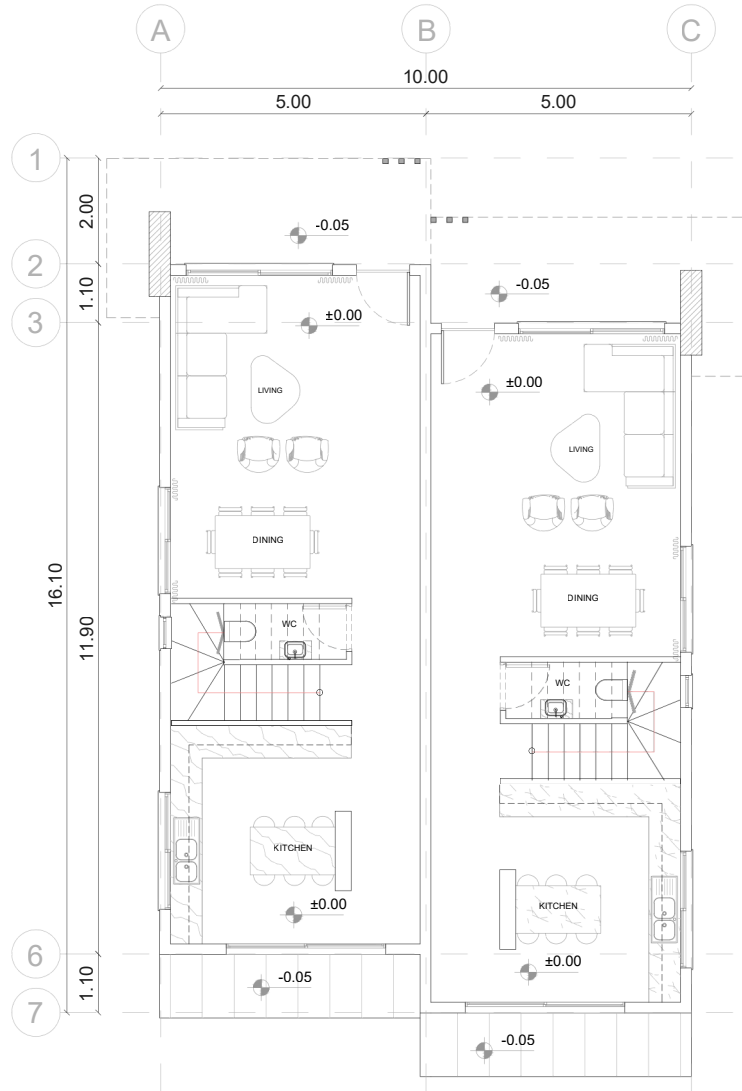 A
B
C
10.00
5.00
5.00
1
2.00
-0.05
2
-0.05
1.10
3
±0.00
±0.00
LIVING
LIVING
DINING
16.10
DINING
WC
11.90
WC
KITCHEN
KITCHEN
±0.00
6
±0.00
-0.05
1.10
7
-0.05